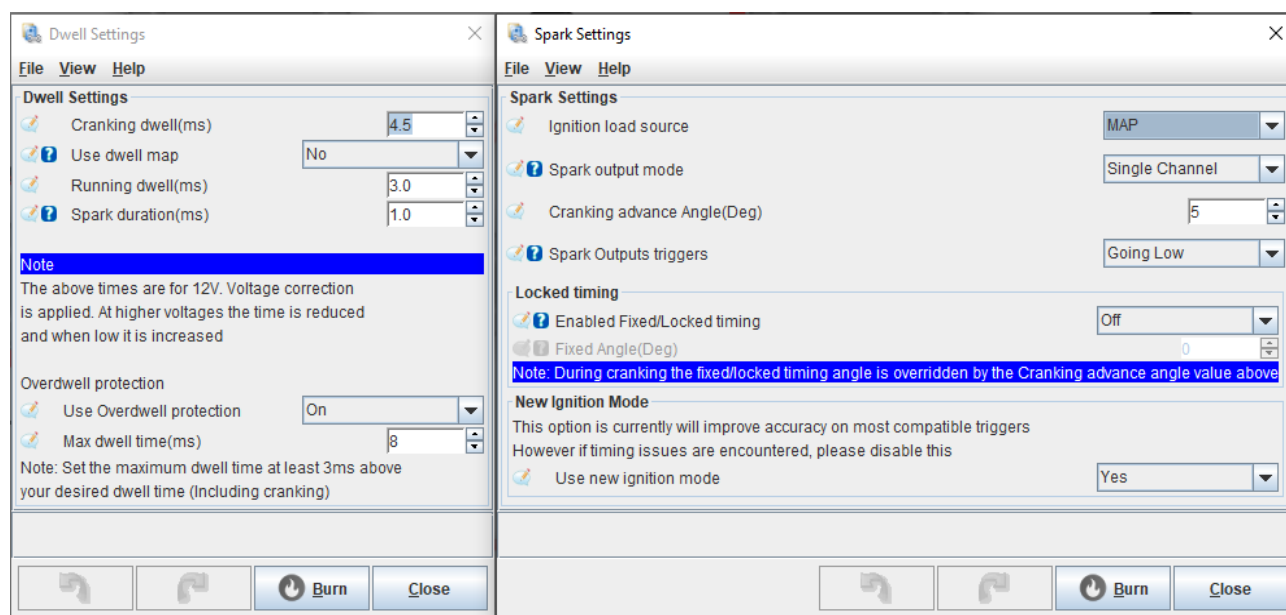 Dwell Settings
File View Help
Dwell Settings
Cranking dwell(ms) 4.5
Use dwell map No
Running dwell(ms) 3.0
Spark duration(ms) 1.0
Note
The above times are for 12V. Voltage correction
is applied. At higher voltages the time is reduced
and when low it is increased
Overdwell protection
Use Overdwell protection On
Max dwell time(ms) 8
Note: Set the maximum dwell time at least 3ms above
your desired dwell time (Including cranking)
Burn Close
Spark Settings
File View Help
Spark Settings
Ignition load source MAP
Spark output mode Single Channel
Cranking advance Angle(Deg) 5
Spark Outputs triggers Going Low
Locked timing
Enabled Fixed/Locked timing Off
Fixed Angle(Deg) 0
Note: During cranking the fixed/locked timing angle is overridden by the Cranking advance angle value above
New Ignition Mode
This option is currently will improve accuracy on most compatible triggers
However if timing issues are encountered, please disable this
Use new ignition mode Yes
Burn Close